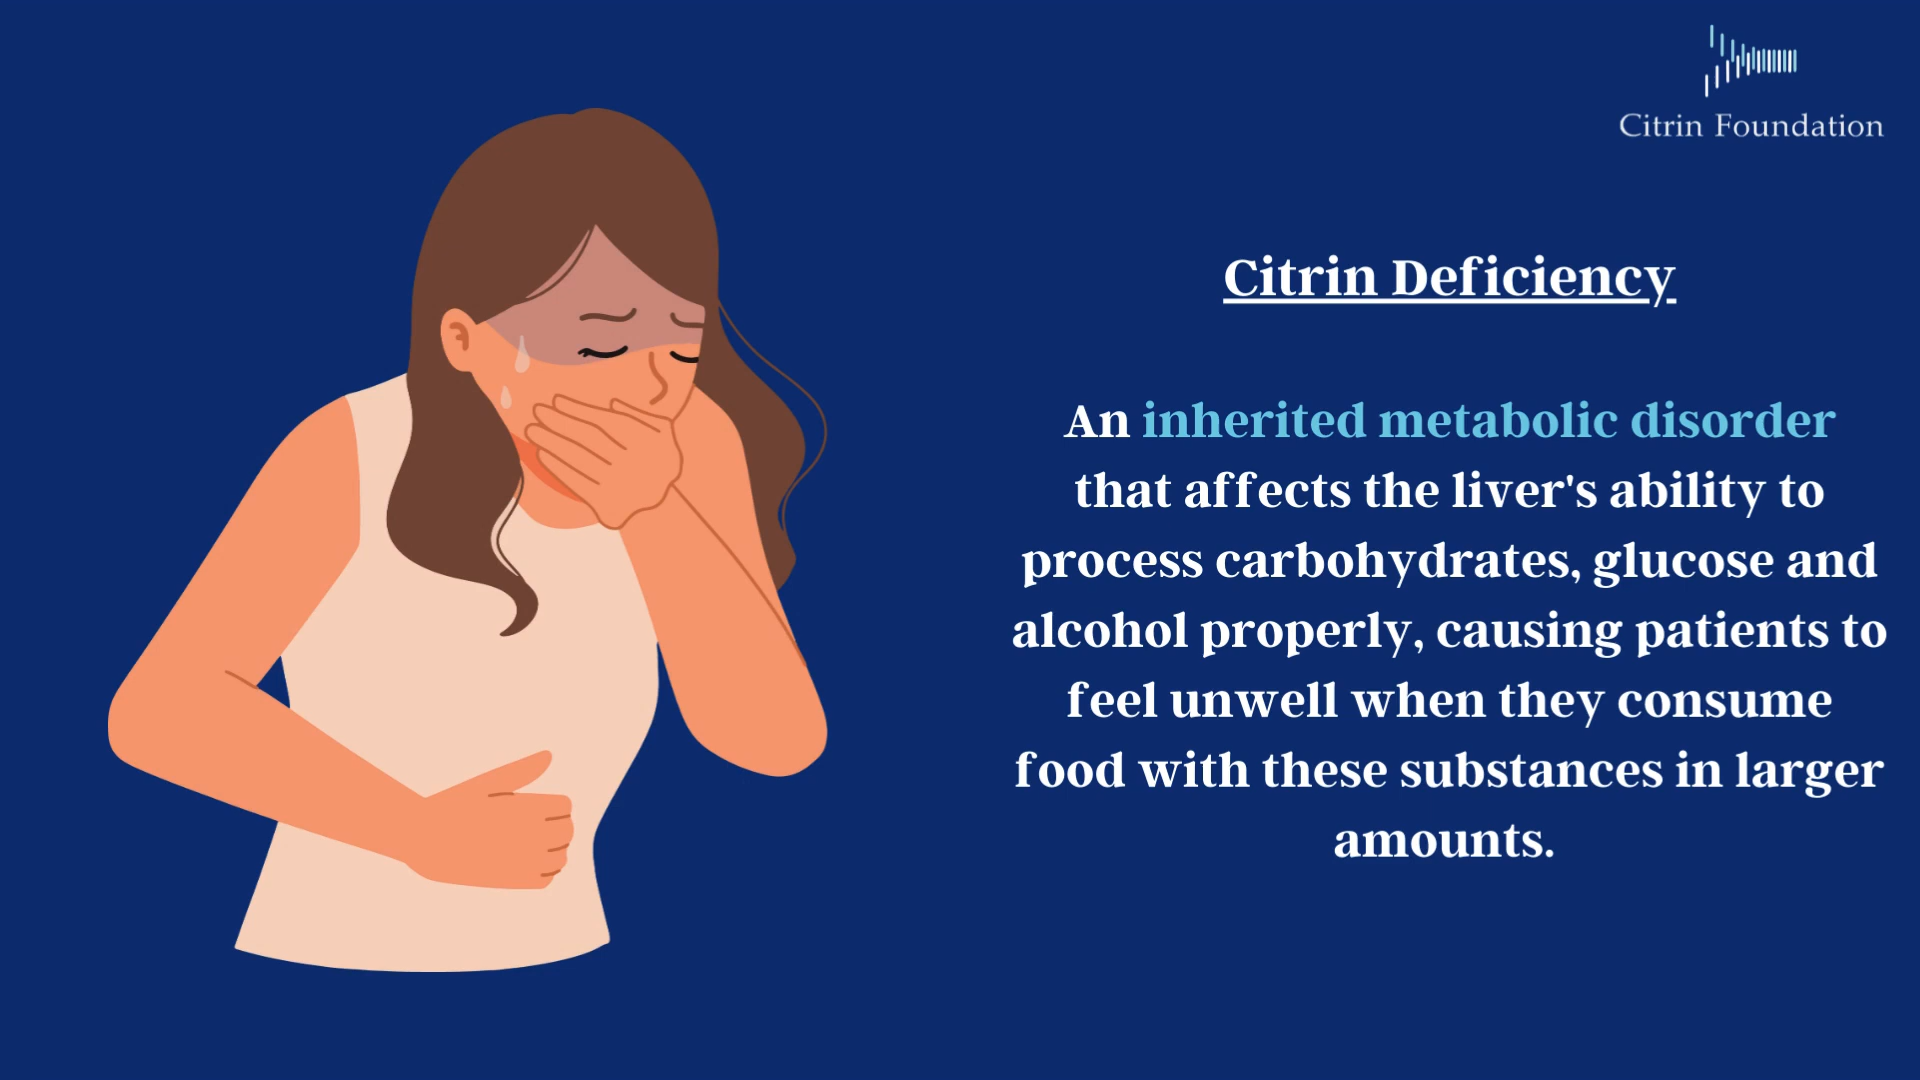 Citrin Foundation
Citrin Deficiency
An inherited metabolic disorder
that affects the liver's ability to
process carbohydrates, glucose and
alcohol properly, causing patients to
feel unwell when they consume
food with these substances in larger
amounts.